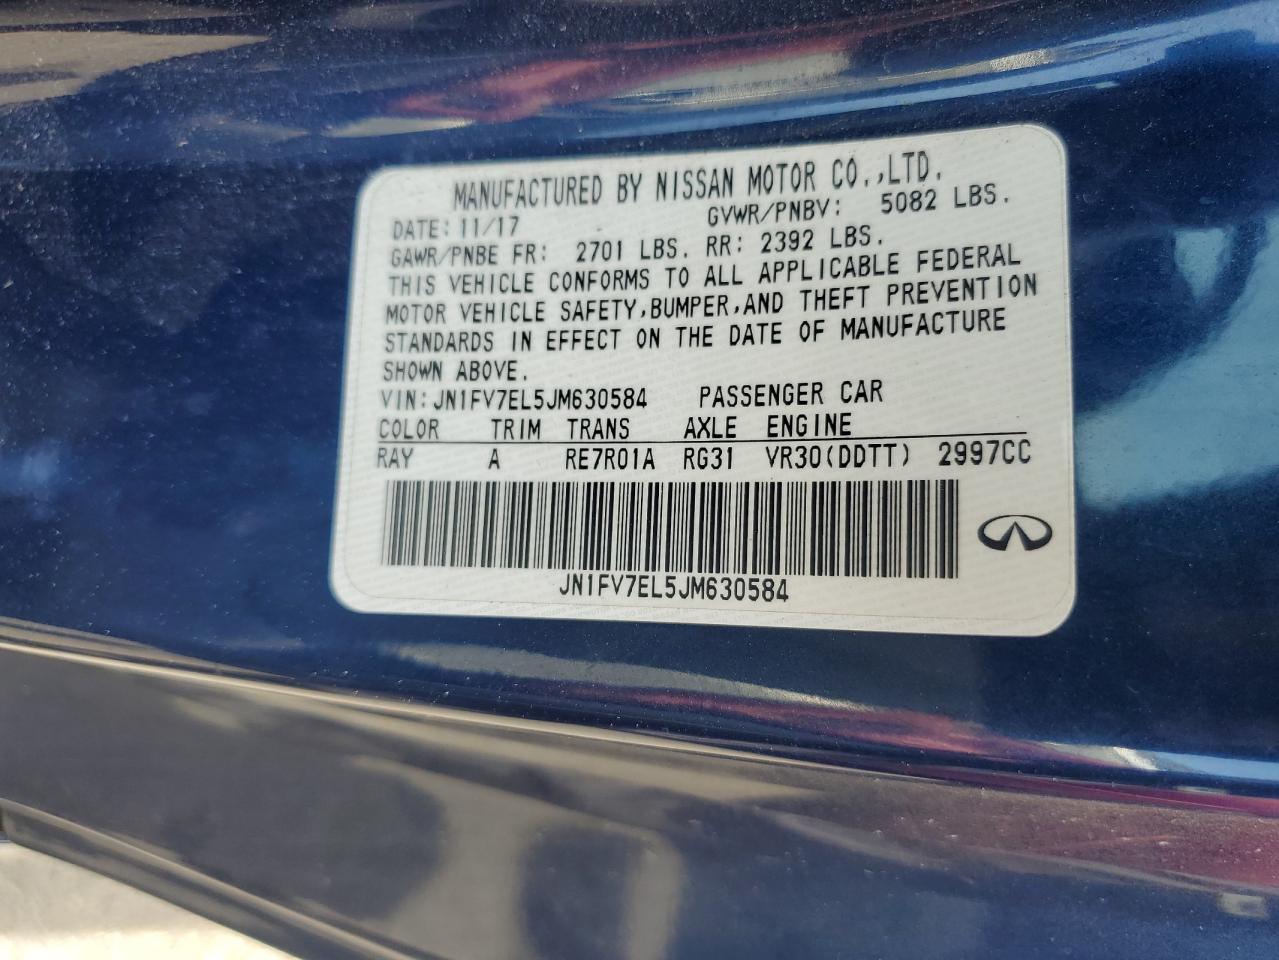 MANUFACTURED BY NISSAN MOTOR CO.,LTD.
DATE: 11/17 GVWR/PNBV: 5082 LBS.
GAWR/PNBE FR: 2701 LBS. RR: 2392 LBS.
THIS VEHICLE CONFORMS TO ALL APPLICABLE FEDERAL
MOTOR VEHICLE SAFETY,BUMPER,AND THEFT PREVENTION
STANDARDS IN EFFECT ON THE DATE OF MANUFACTURE
SHOWN ABOVE.
VIN: JN1FV7EL5JM630584 PASSENGER CAR
COLOR TRIM TRANS AXLE ENGINE
RAY A RE7R01A RG31 VR30(DDTT) 2997CC
JN1FV7EL5JM630584